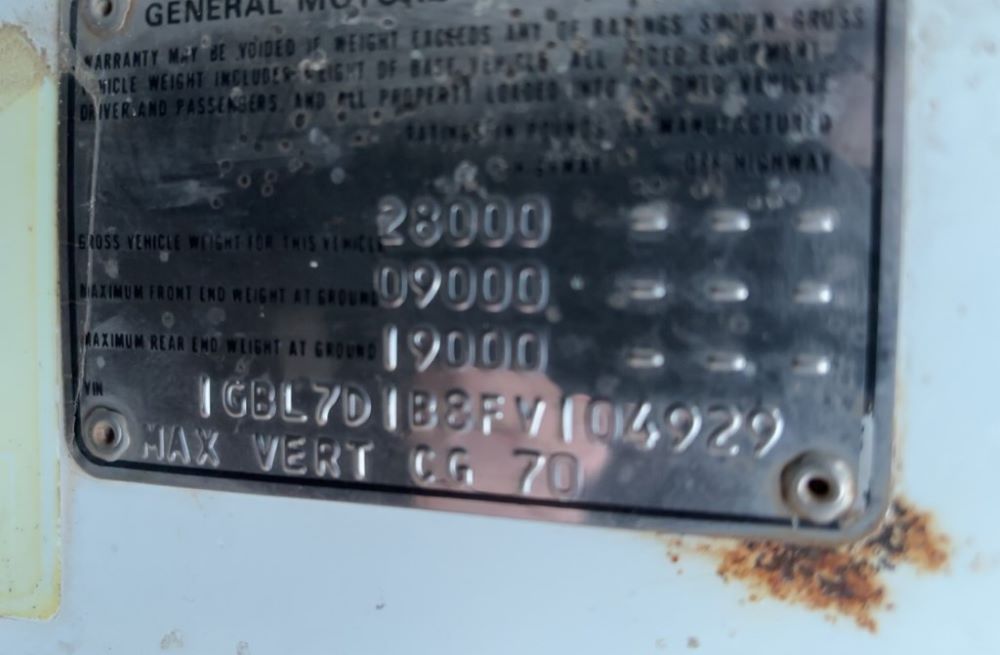 GENERAL MOTORS
WARRANTY MAY BE VOIDED IF WEIGHT EXCEEDS ANY OF RATINGS SHOWN GROSS
VEHICLE WEIGHT INCLUDES WEIGHT OF BASE VEHICLE, ALL ADDED EQUIPMENT,
DRIVER AND PASSENGERS, AND ALL PROPERTY LOADED INTO OR VEHICLE
RATINGS IN POUNDS AS MANUFACTURED
HIGHWAY OFF HIGHWAY
GROSS VEHICLE WEIGHT FOR THIS VEHICLE 28000 - - -
MAXIMUM FRONT END WEIGHT AT GROUND 09000 - - -
MAXIMUM REAR END WEIGHT AT GROUND 19000 - - -
VIN 1GBL7D1B8FV104929
MAX VERT CG 70